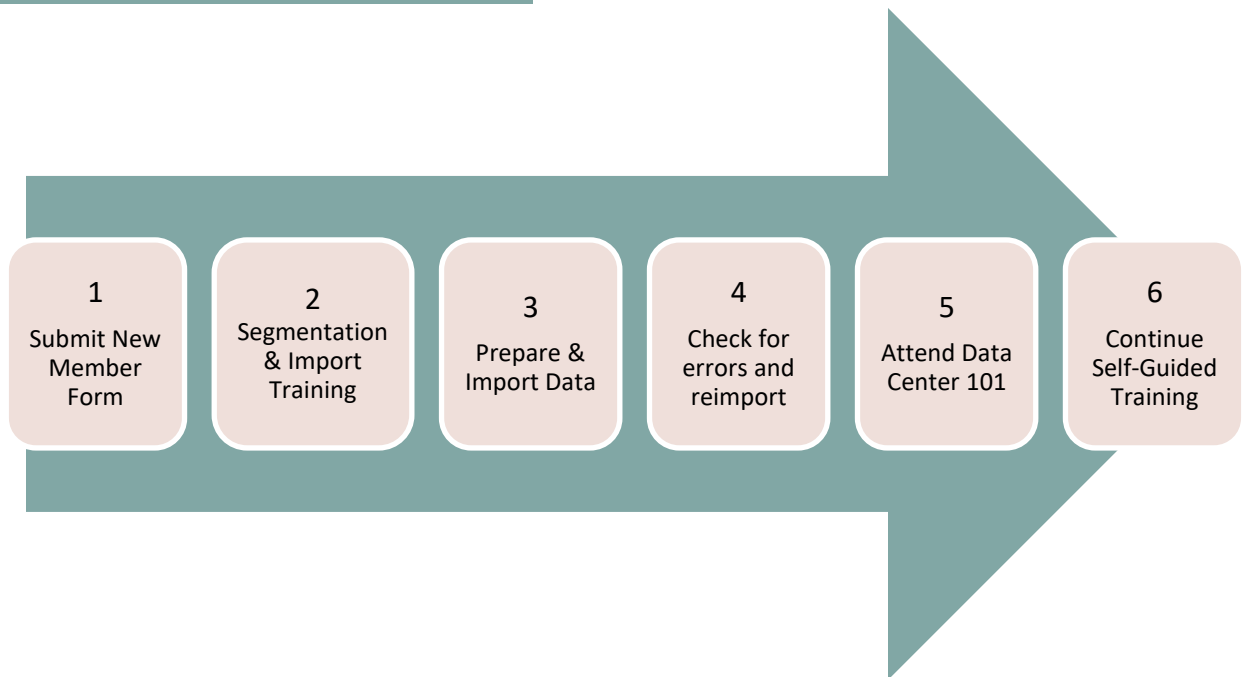 1
Submit New
Member
Form
2
Segmentation
& Import
Training
3
Prepare &
Import Data
4
Check for
errors and
reimport
5
Attend Data
Center 101
6
Continue
Self-Guided
Training